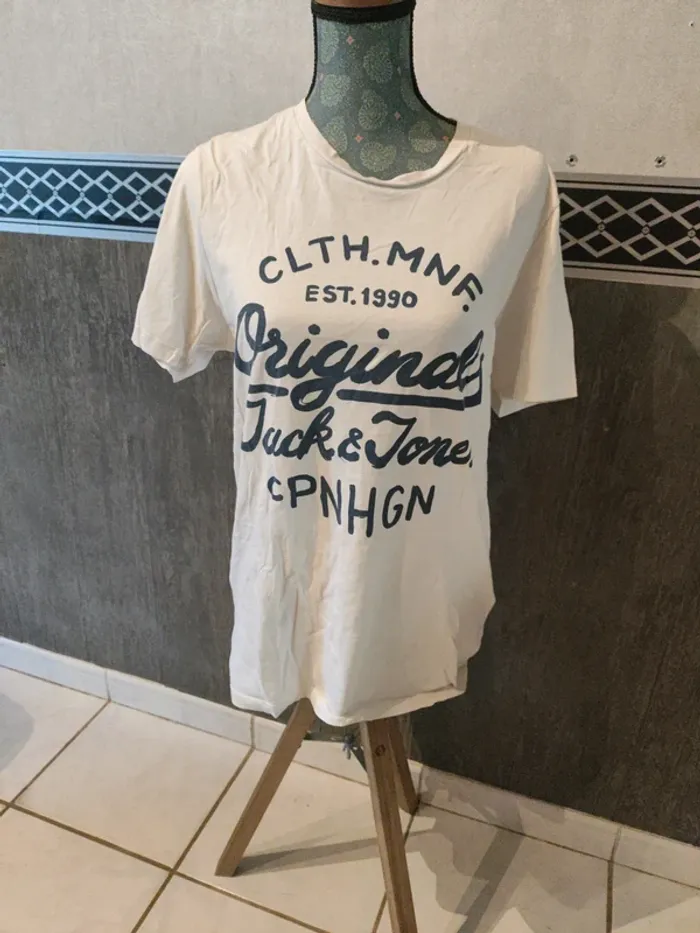 CLTH.MNF.
EST.1990
Originals
Jack & Jones
CPNHGN